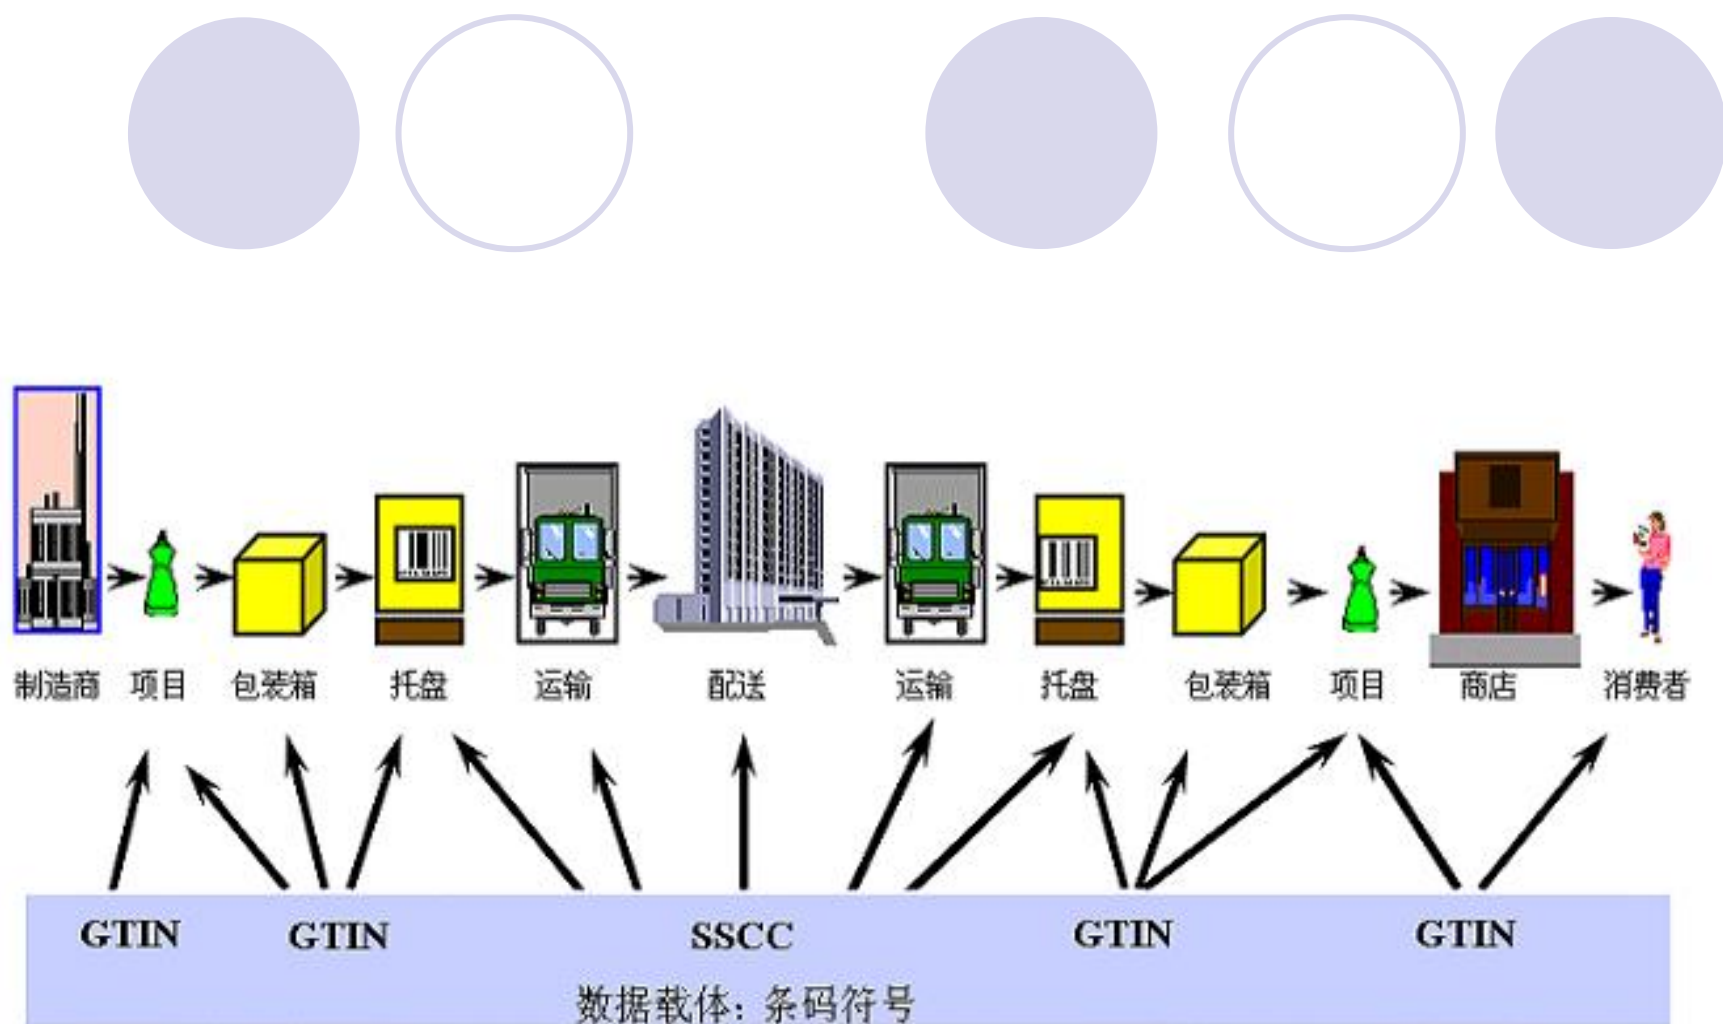 制造商 项目 包装箱 托盘 运输 配送 运输 托盘 包装箱 项目 商店 消费者
GTIN GTIN SSCC GTIN GTIN
数据载体：条码符号